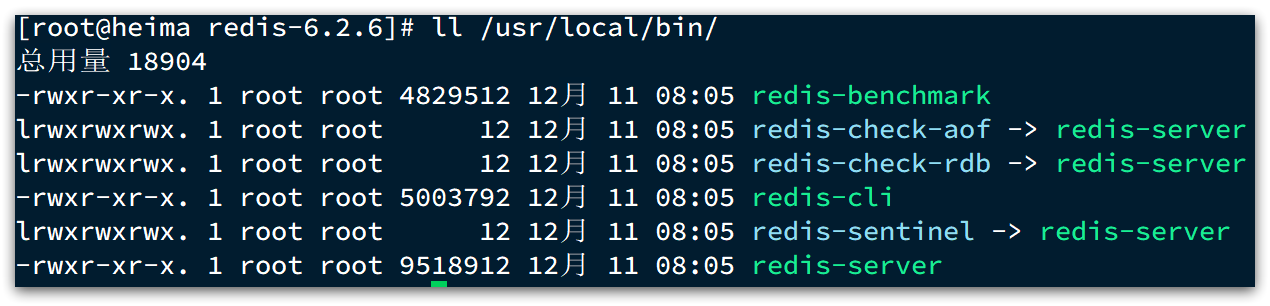 [root@heima redis-6.2.6]# ll /usr/local/bin/
总用量 18904
-rwxr-xr-x. 1 root root 4829512 12月 11 08:05 redis-benchmark
lrwxrwxrwx. 1 root root      12 12月 11 08:05 redis-check-aof -> redis-server
lrwxrwxrwx. 1 root root      12 12月 11 08:05 redis-check-rdb -> redis-server
-rwxr-xr-x. 1 root root 5003792 12月 11 08:05 redis-cli
lrwxrwxrwx. 1 root root      12 12月 11 08:05 redis-sentinel -> redis-server
-rwxr-xr-x. 1 root root 9518912 12月 11 08:05 redis-server